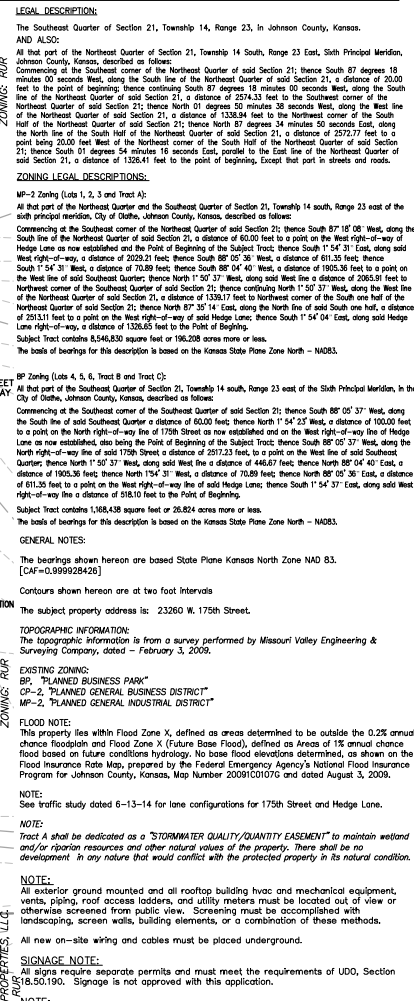 LEGAL DESCRIPTION:
The Southeast Quarter of Section 21, Township 14, Range 23, in Johnson County, Kansas.
AND ALSO:
All that part of the Northeast Quarter of Section 21, Township 14 South, Range 23 East, Sixth Principal Meridian,
Johnson County, Kansas, described as follows:
Commencing at the Southeast corner of the Northeast Quarter of said Section 21; thence South 87 degrees 18
minutes 00 seconds West, along the South line of the Northeast Quarter of said Section 21, a distance of 20.00
feet to the point of beginning; thence continuing South 87 degrees 18 minutes 00 seconds West, along the South
line of the Northeast Quarter of said Section 21, a distance of 2574.33 feet to the Southwest corner of the
Northeast Quarter of said Section 21; thence North 01 degrees 50 minutes 38 seconds West, along the West line
of the Northeast Quarter of said Section 21, a distance of 1338.94 feet to the Northwest corner of the South
Half of the Northeast Quarter of said Section 21; thence North 87 degrees 34 minutes 50 seconds East, along
the North line of the South Half of the Northeast Quarter of said Section 21, a distance of 2572.77 feet to a
point being 20.00 feet West of the Northeast corner of the South Half of the Northeast Quarter of said Section
21; thence South 01 degrees 54 minutes 16 seconds East, parallel to the East line of the Northeast Quarter of
said Section 21, a distance of 1326.41 feet to the point of beginning, Except that part in streets and roads.
ZONING LEGAL DESCRIPTIONS:
MP-2 Zoning (Lots 1, 2, 3 and Tract A):
All that part of the Northeast Quarter and the Southeast Quarter of Section 21, Township 14 south, Range 23 east of the
sixth principal meridian, City of Olathe, Johnson County, Kansas, described as follows:
Commencing at the Southeast corner of the Northeast Quarter of said Section 21; thence South 87° 18' 08" West, along the
South line of the Northeast Quarter of said Section 21, a distance of 60.00 feet to a point on the West right-of-way of
Hedge Lane as now established and the Point of Beginning of the Subject Tract; thence South 1° 54' 31" East, along said
West right-of-way, a distance of 2029.21 feet; thence South 88° 05' 36" West, a distance of 611.35 feet; thence
South 1° 54' 31" West, a distance of 70.89 feet; thence South 88° 04' 40" West, a distance of 1905.36 feet to a point on
the West line of said Southeast Quarter; thence North 1° 50' 37" West, along said West line a distance of 2065.91 feet to
Northwest corner of the Southeast Quarter of said Section 21; thence continuing North 1° 50' 37" West, along the West line
of the Northeast Quarter of said Section 21, a distance of 1339.17 feet to Northwest corner of the South one half of the
Northeast Quarter of said Section 21; thence North 87° 35' 14" East, along the North line of said South one half, a distance
of 2513.11 feet to a point on the West right-of-way of said Hedge Lane; thence South 1° 54' 04" East, along said Hedge
Lane right-of-way, a distance of 1326.65 feet to the Point of Begining.
Subject Tract contains 8,546,830 square feet or 196.208 acres more or less.
The basis of bearings for this description is based on the Kansas State Plane Zone North - NAD83.
BP Zoning (Lots 4, 5, 6, Tract B and Tract C):
All that part of the Southeast Quarter of Section 21, Township 14 south, Range 23 east of the Sixth Principal Meridian, in the
City of Olathe, Johnson County, Kansas, described as follows:
Commencing at the Southeast corner of the Southeast Quarter of said Section 21; thence South 88° 05' 37" West, along
the South line of said Southeast Quarter a distance of 60.00 feet; thence North 1° 54' 23" West, a distance of 100.00 feet
to a point on the North right-of-way line of 175th Street as now established and on the West right-of-way line of Hedge
Lane as now established, also being the Point of Beginning of the Subject Tract; thence South 88° 05' 37" West, along the
North right-of-way line of said 175th Street a distance of 2517.23 feet, to a point on the West line of said Southeast
Quarter; thence North 1° 50' 37" West, along said West line a distance of 446.67 feet; thence North 88° 04' 40" East, a
distance of 1905.36 feet; thence North 1°54' 31" West, a distance of 70.89 feet; thence North 88° 05' 36" East, a distance
of 611.35 feet to a point on the West right-of-way line of said Hedge Lane; thence South 1° 54' 37" East, along said West
right-of-way line a distance of 518.10 feet to the Point of Beginning.
Subject Tract contains 1,168,438 square feet or 26.824 acres more or less.
The basis of bearings for this description is based on the Kansas State Plane Zone North - NAD83.
GENERAL NOTES:
The bearings shown hereon are based State Plane Kansas North Zone NAD 83.
[CAF=0.999928426]
Contours shown hereon are at two foot intervals
The subject property address is: 23260 W. 175th Street.
TOPOGRAPHIC INFORMATION:
The topographic information is from a survey performed by Missouri Valley Engineering &
Surveying Company, dated - February 3, 2009.
EXISTING ZONING:
BP, "PLANNED BUSINESS PARK"
CP-2, "PLANNED GENERAL BUSINESS DISTRICT"
MP-2, "PLANNED GENERAL INDUSTRIAL DISTRICT"
FLOOD NOTE:
This property lies within Flood Zone X, defined as areas determined to be outside the 0.2% annual
chance floodplain and Flood Zone X (Future Base Flood), defined as Areas of 1% annual chance
flood based on future conditions hydrology. No base flood elevations determined, as shown on the
Flood Insurance Rate Map, prepared by the Federal Emergency Agency's National Flood Insurance
Program for Johnson County, Kansas, Map Number 20091C0107G and dated August 3, 2009.
NOTE:
See traffic study dated 6-13-14 for lane configurations for 175th Street and Hedge Lane.
NOTE:
Tract A shall be dedicated as a "STORMWATER QUALITY/QUANTITY EASEMENT" to maintain wetland
and/or riparian resources and other natural values of the property. There shall be no
development in any nature that would conflict with the protected property in its natural condition.
NOTE:
All exterior ground mounted and all rooftop building hvac and mechanical equipment,
vents, piping, roof access ladders, and utility meters must be located out of view or
otherwise screened from public view. Screening must be accomplished with
landscaping, screen walls, building elements, or a combination of these methods.
All new on-site wiring and cables must be placed underground.
SIGNAGE NOTE:
All signs require separate permits and must meet the requirements of UDO, Section
18.50.190. Signage is not approved with this application.
ZONING: RUR
EET
AY
TION
ZONING: RUR
PROPERTIES, LLC.
RUR